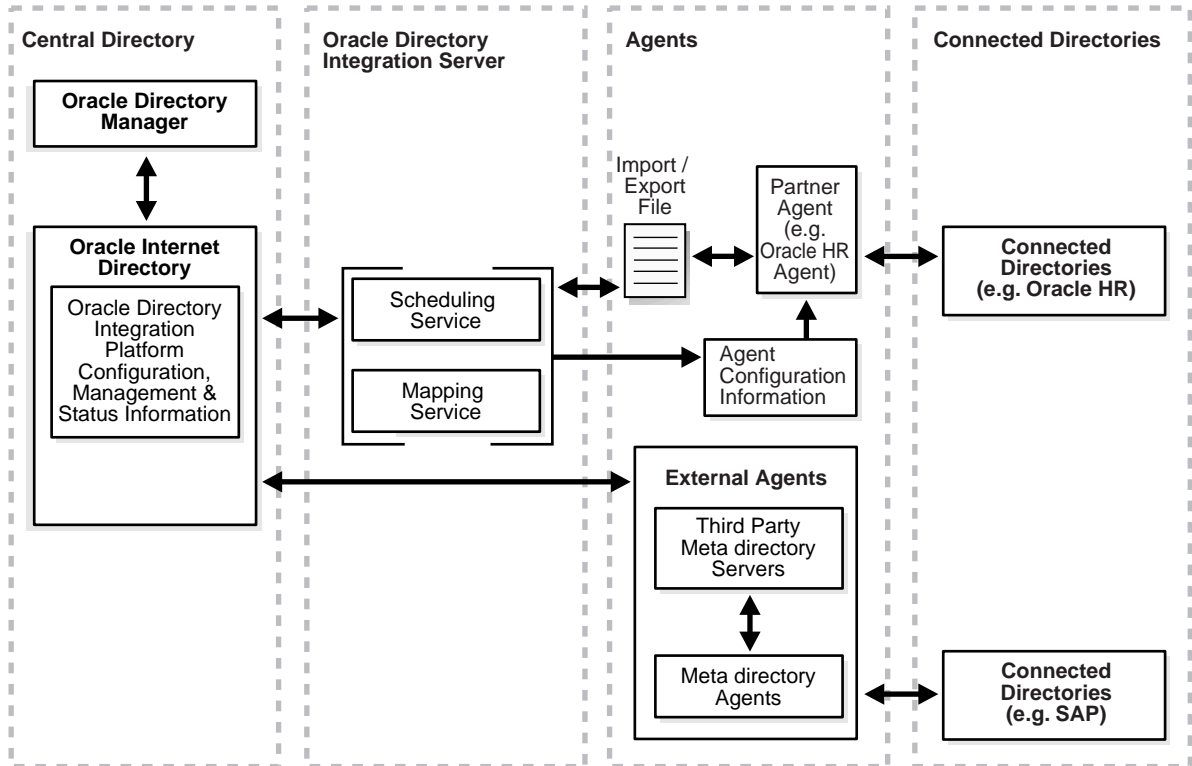 Central Directory
Oracle Directory
Manager
Oracle Internet
Directory
Oracle Directory
Integration
Platform
Configuration,
Management &
Status Information
Oracle Directory
Integration Server
Scheduling
Service
Mapping
Service
Agents
Import /
Export
File
Partner
Agent
(e.g.
Oracle HR
Agent)
Agent
Configuration
Information
External Agents
Third Party
Meta directory
Servers
Meta directory
Agents
Connected Directories
Connected
Directories
(e.g. Oracle HR)
Connected
Directories
(e.g. SAP)